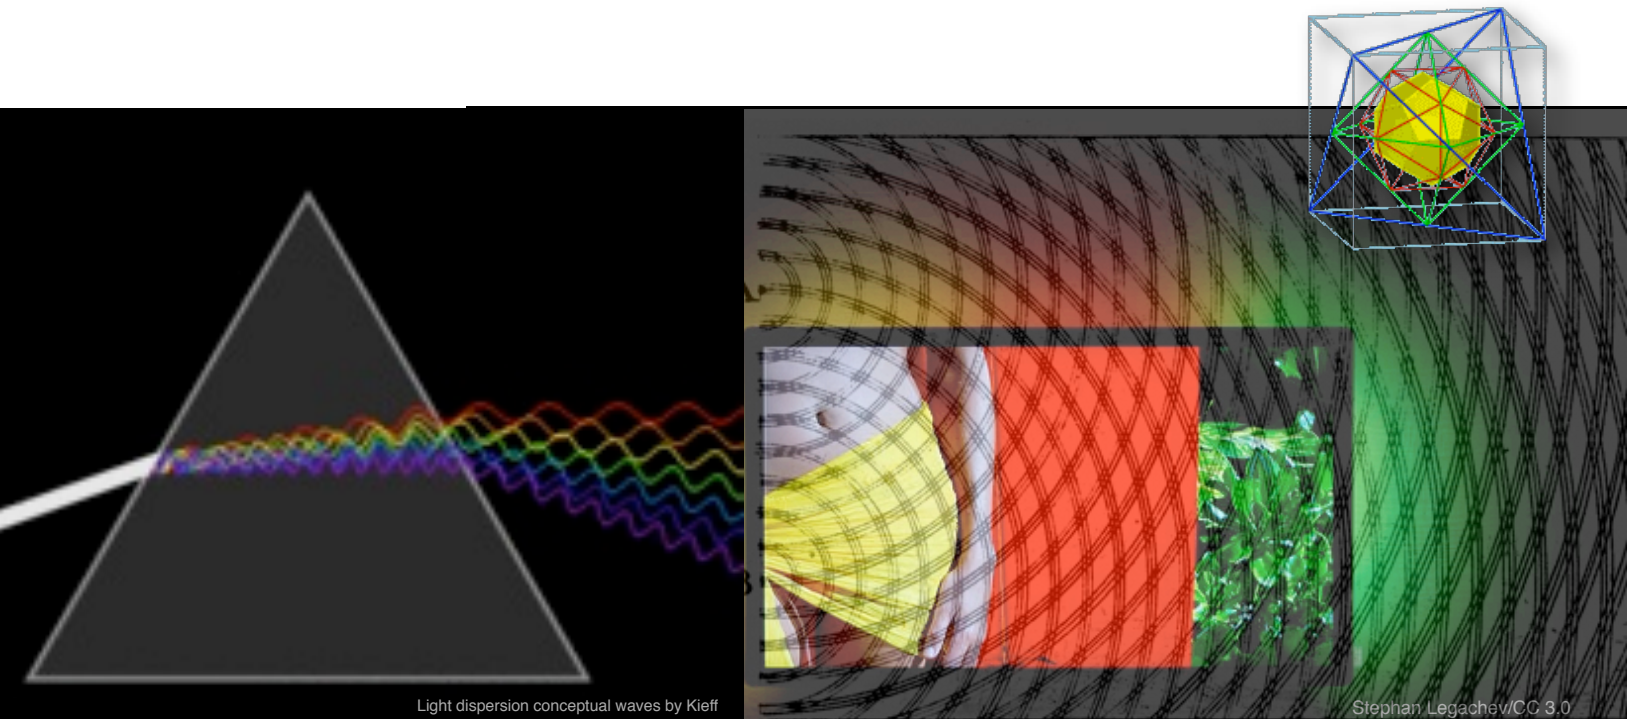 A
B
Light dispersion conceptual waves by Kieff
Stephan Legachev/CC 3.0